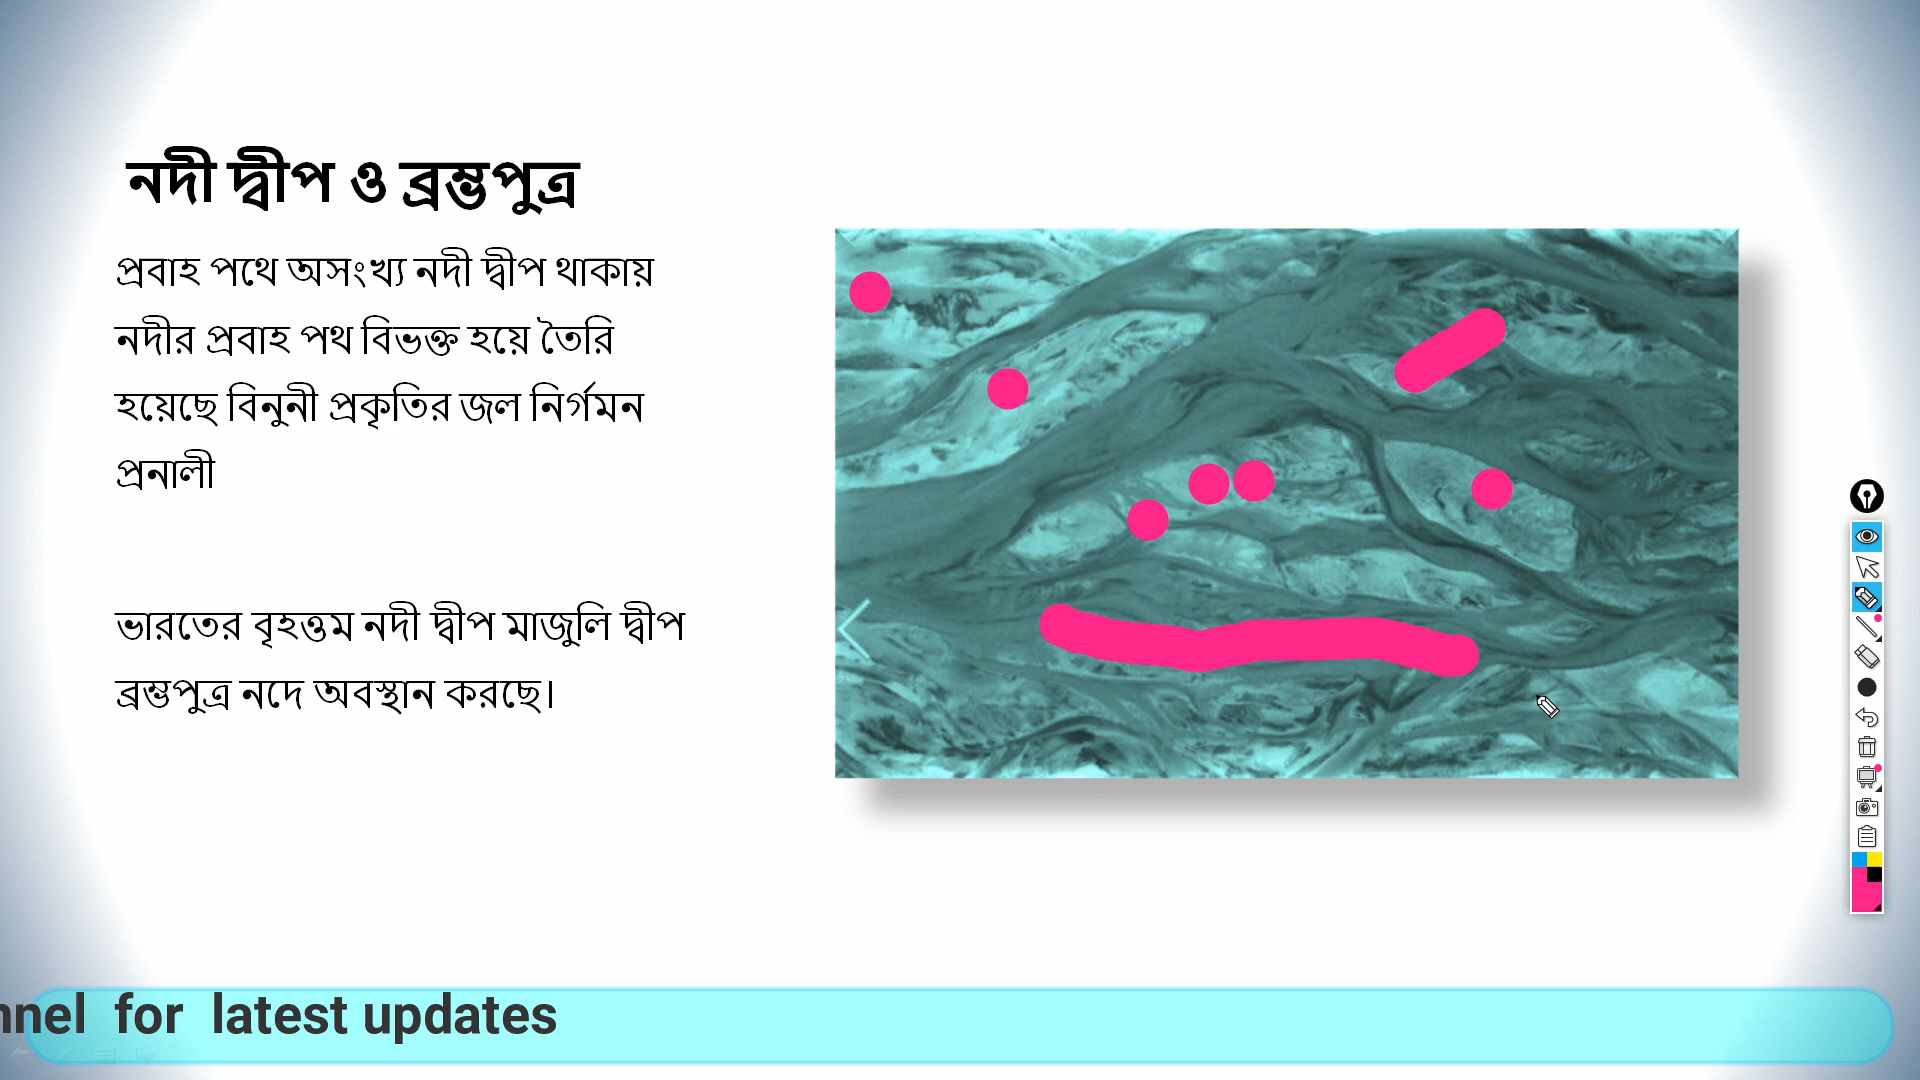 নদী দ্বীপ ও ব্রম্ভপুত্র
প্রবাহ পথে অসংখ্য নদী দ্বীপ থাকায়
নদীর প্রবাহ পথ বিভক্ত হয়ে তৈরি
হয়েছে বিনুনী প্রকৃতির জল নির্গমন
প্রনালী
ভারতের বৃহত্তম নদী দ্বীপ মাজুলি দ্বীপ
ব্রম্ভপুত্র নদে অবস্থান করছে।
for latest updates